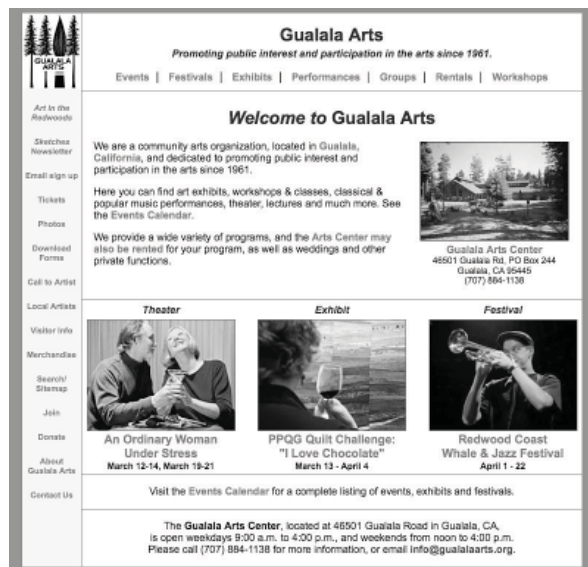 GUALALA
ARTS
Gualala Arts
Promoting public interest and participation in the arts since 1961.
Events | Festivals | Exhibits | Performances | Groups | Rentals | Workshops
Art in the
Redwoods
Sketches
Newsletter
Email sign up
Tickets
Photos
Download
Forms
Call to Artist
Local Artists
Visitor Info
Merchandise
Search/
Sitemap
Join
Donate
About
Gualala Arts
Contact Us
Welcome to Gualala Arts
We are a community arts organization, located in Gualala,
California, and dedicated to promoting public interest and
participation in the arts since 1961.
Here you can find art exhibits, workshops & classes, classical &
popular music performances, theater, lectures and much more. See
the Events Calendar.
We provide a wide variety of programs, and the Arts Center may
also be rented for your program, as well as weddings and other
private functions.
Gualala Arts Center
46501 Gualala Rd, PO Box 244
Gualala, CA 95445
(707) 884-1138
Theater
An Ordinary Woman
Under Stress
March 12-14, March 19-21
Exhibit
PPQG Quilt Challenge:
"I Love Chocolate"
March 13 - April 4
Festival
Redwood Coast
Whale & Jazz Festival
April 1 - 22
Visit the Events Calendar for a complete listing of events, exhibits and festivals.
The Gualala Arts Center, located at 46501 Gualala Road in Gualala, CA,
is open weekdays 9:00 a.m. to 4:00 p.m., and weekends from noon to 4:00 p.m.
Please call (707) 884-1138 for more information, or email info@gualalaarts.org.